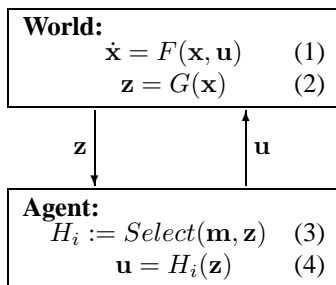 World:
ẋ = F(x, u) (1)
z = G(x) (2)
z u
Agent:
H_i := Select(m, z) (3)
u = H_i(z) (4)